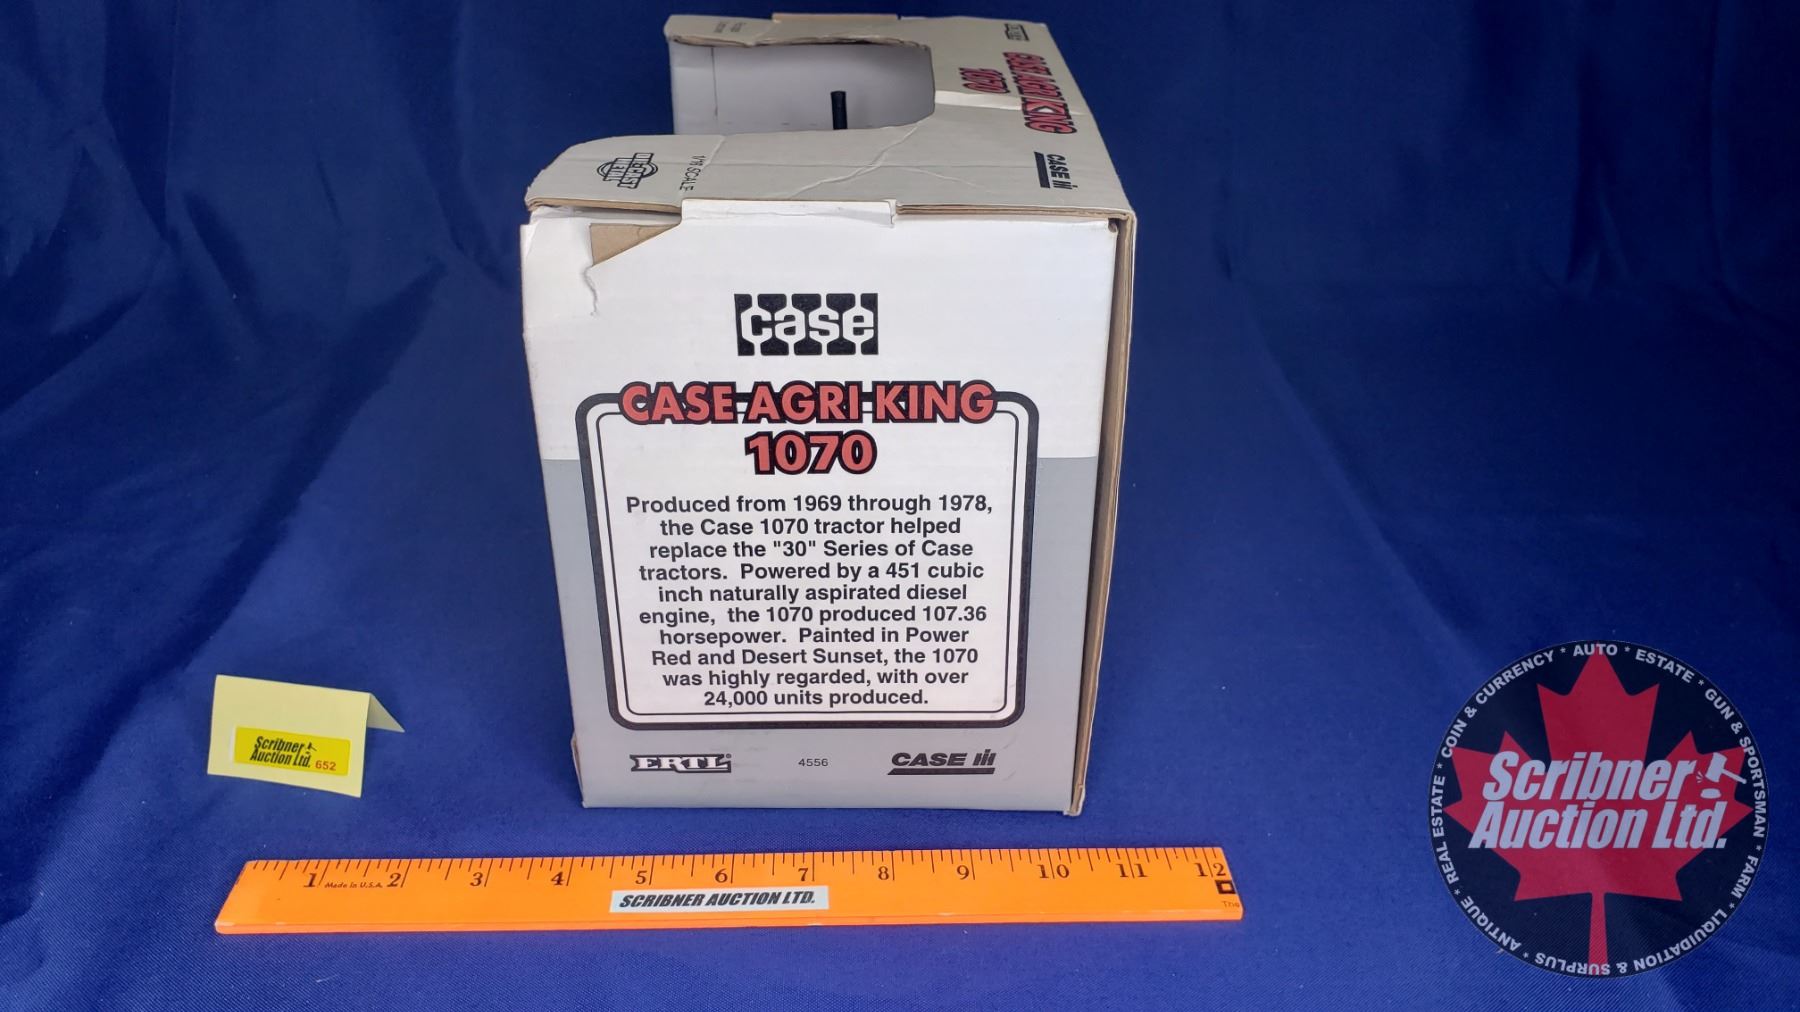 CASE AGRI KING
1070
CASE IH
1/16 SCALE
case
CASE AGRI KING
1070
Produced from 1969 through 1978,
the Case 1070 tractor helped
replace the "30" Series of Case
tractors. Powered by a 451 cubic
inch naturally aspirated diesel
engine, the 1070 produced 107.36
horsepower. Painted in Power
Red and Desert Sunset, the 1070
was highly regarded, with over
24,000 units produced.
ERTL® 4556 CASE IH
Scribner
Auction Ltd. 652
1 2 3 4 5 6 7 8 9 10 11 12
Made in U.S.A.
SCRIBNER AUCTION LTD.
Scribner
Auction Ltd.
COIN & CURRENCY * AUTO * ESTATE * GUN & SPORTSMAN * FARM * LIQUIDATION & SURPLUS * ANTIQUE * REAL ESTATE *